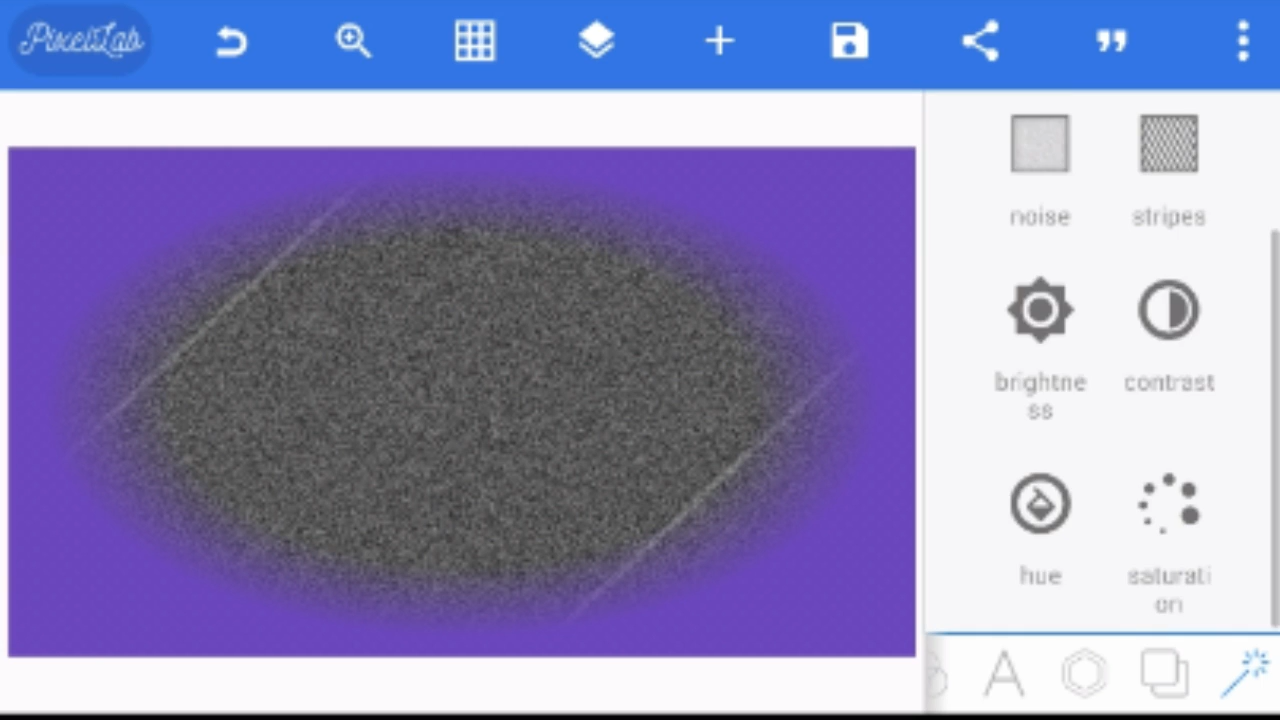 PixelLab
noise
stripes
brightne
ss
contrast
hue
saturati
on
A